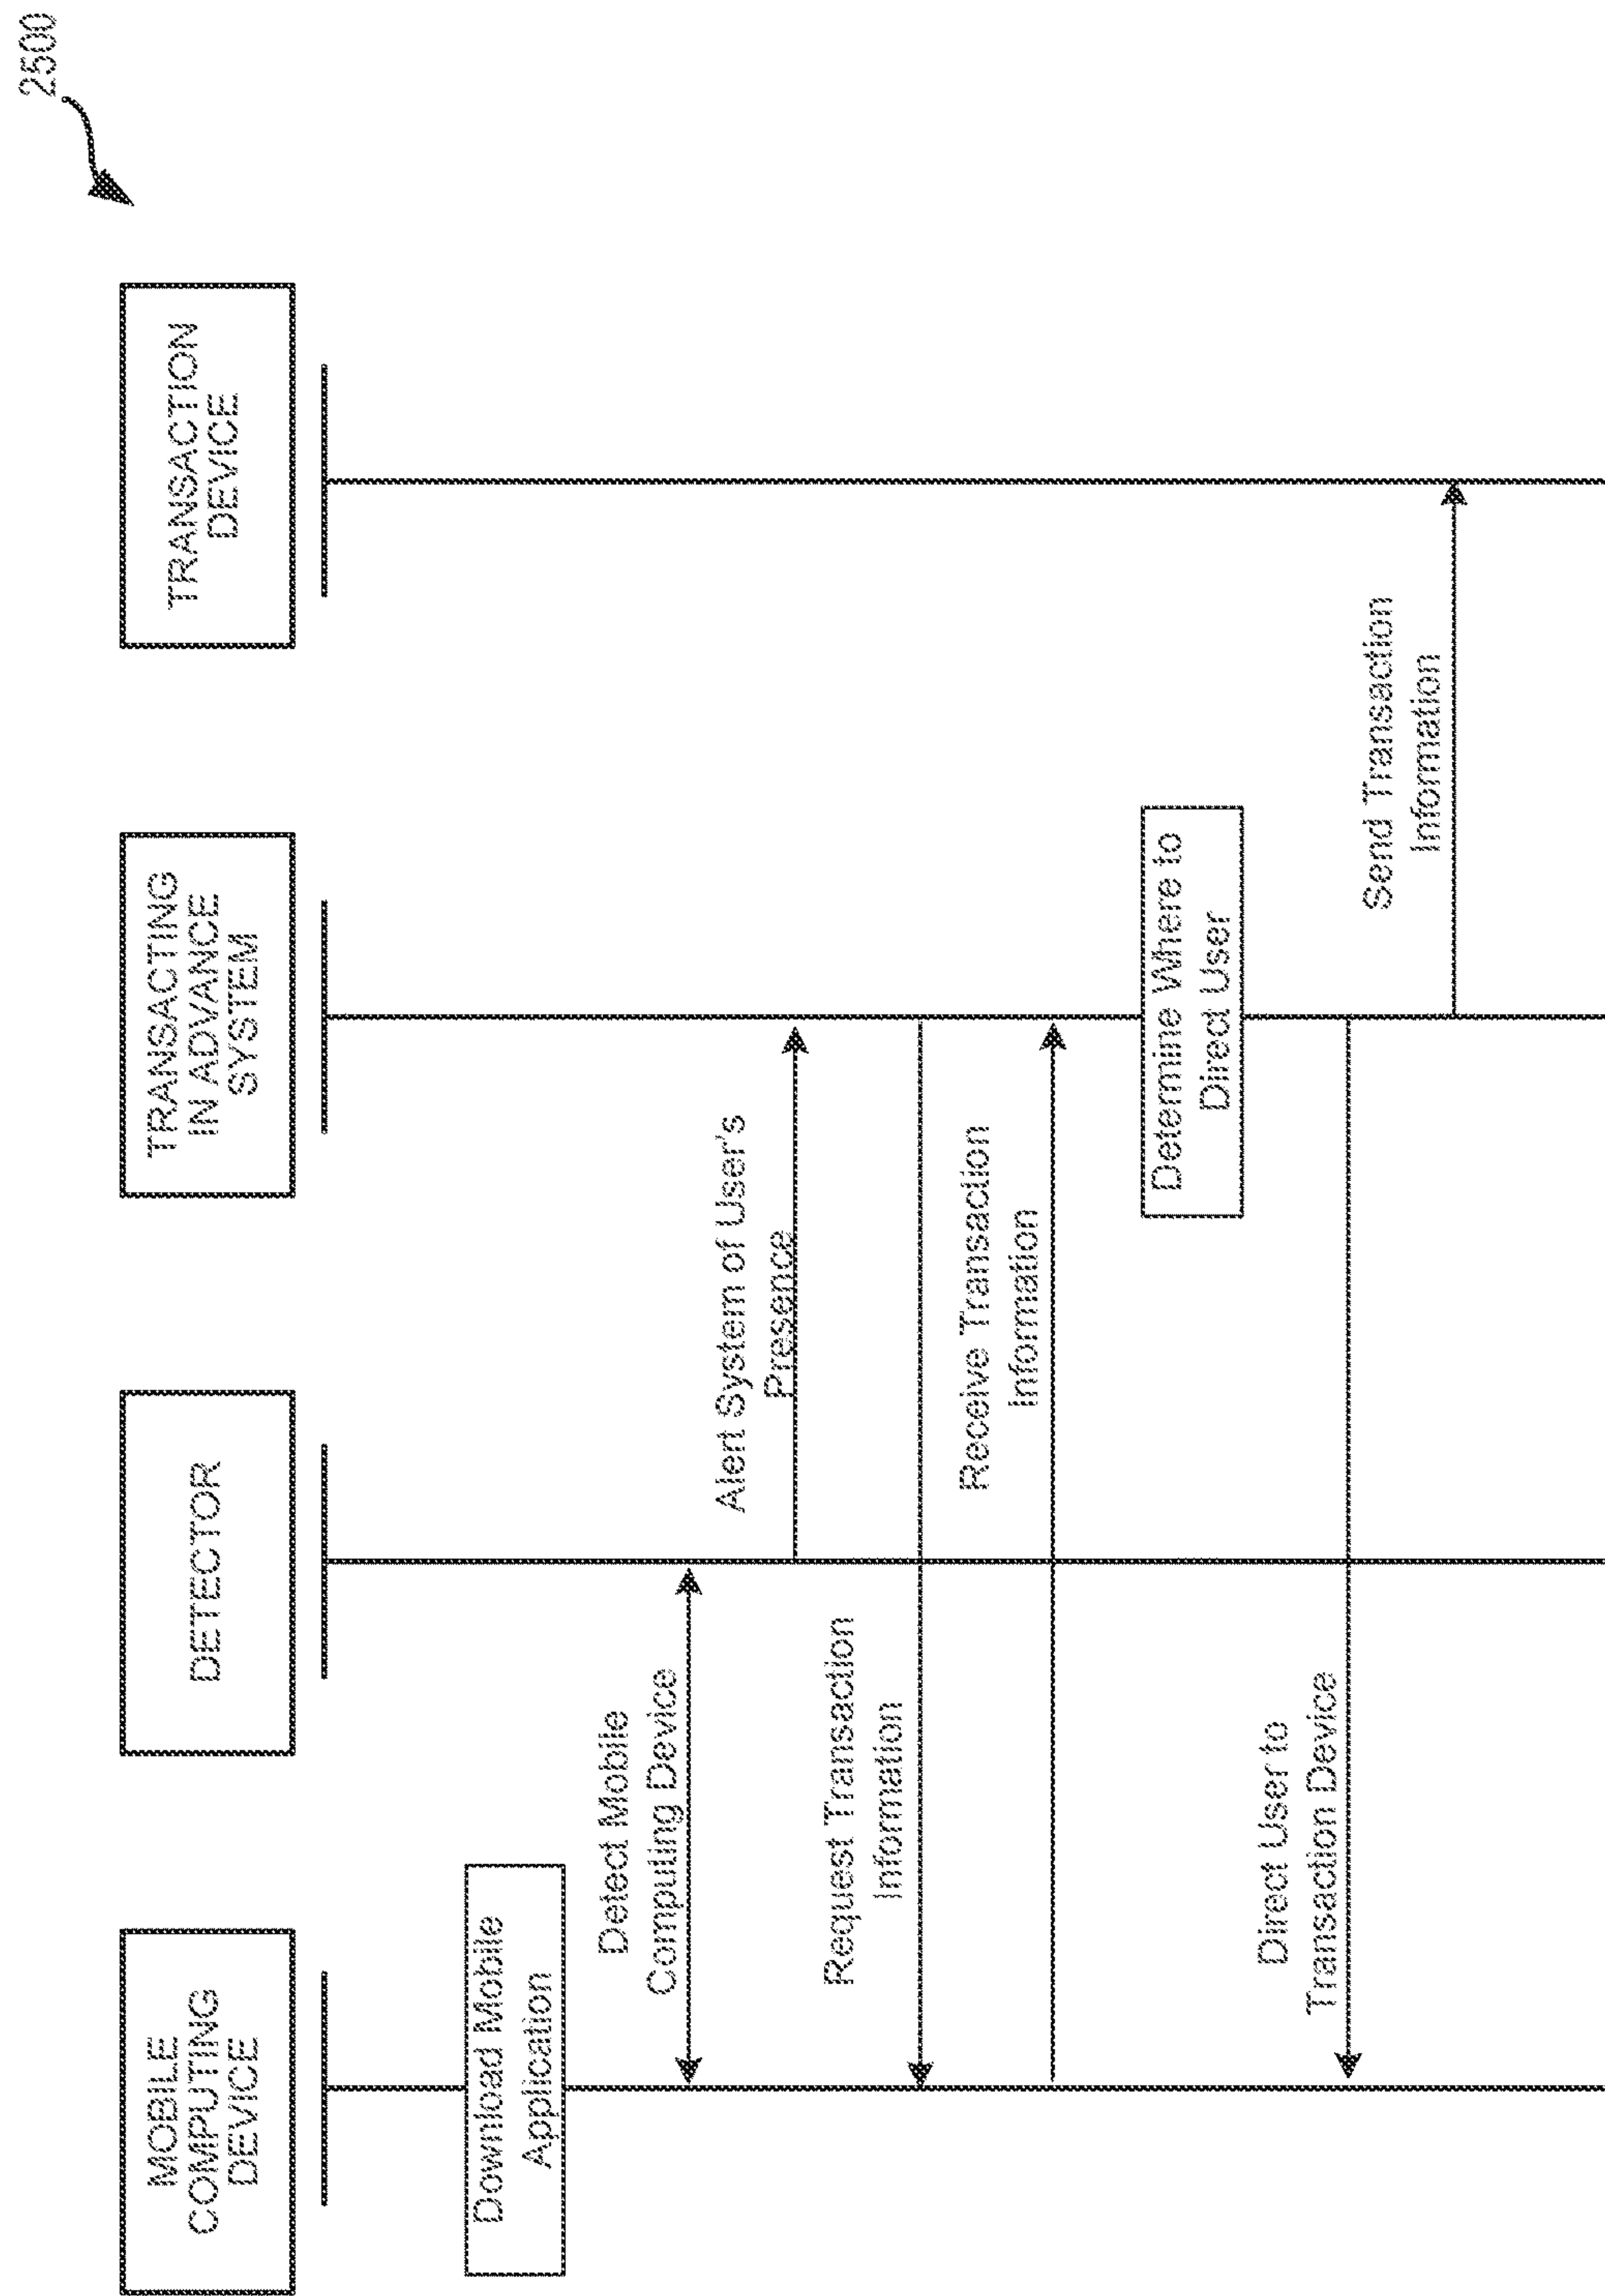 2500
MOBILE
COMPUTING
DEVICE
DETECTOR
TRANSACTING
IN ADVANCE
SYSTEM
TRANSACTION
DEVICE
Download Mobile
Application
Detect Mobile
Computing Device
Alert System of User's
Presence
Request Transaction
Information
Receive Transaction
Information
Determine Where to
Direct User
Direct User to
Transaction Device
Send Transaction
Information